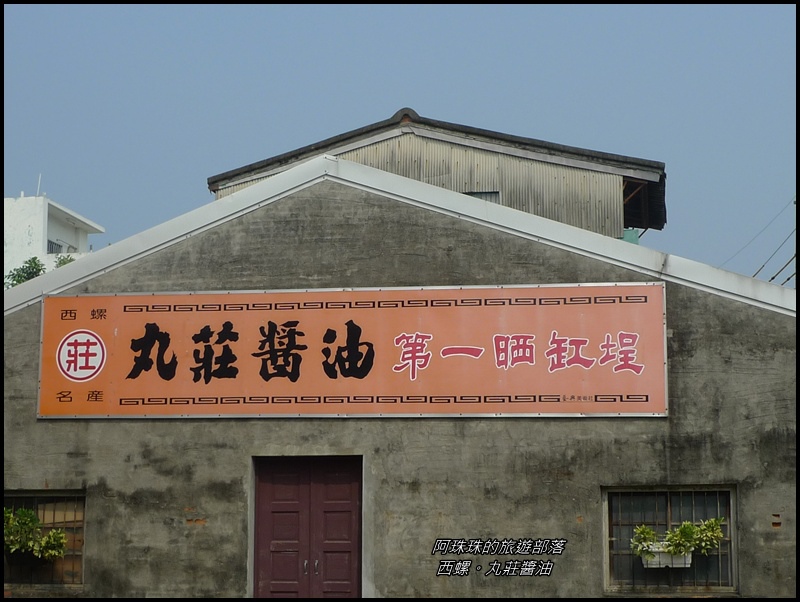 西螺
莊
名產
丸莊醬油 第一晒缸埕
阿珠珠的旅遊部落
西螺。丸莊醬油